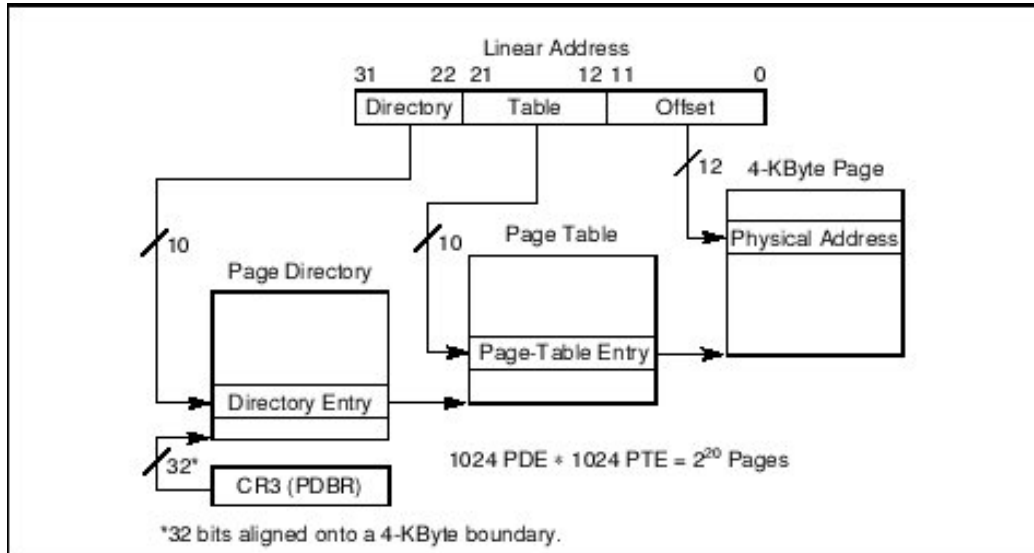 Linear Address
31 22 21 12 11 0
Directory Table Offset
12
4-KByte Page
10
10
Page Table
Physical Address
Page Directory
Page-Table Entry
Directory Entry
32*
1024 PDE * 1024 PTE = 2²⁰ Pages
CR3 (PDBR)
*32 bits aligned onto a 4-KByte boundary.